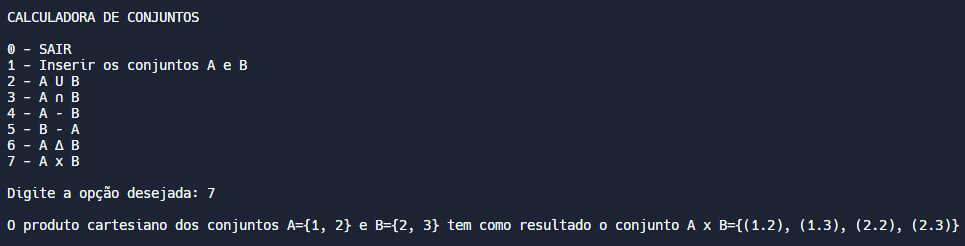 CALCULADORA DE CONJUNTOS
0 - SAIR
1 - Inserir os conjuntos A e B
2 - A U B
3 - A ∩ B
4 - A - B
5 - B - A
6 - A Δ B
7 - A x B
Digite a opção desejada: 7
O produto cartesiano dos conjuntos A={1, 2} e B={2, 3} tem como resultado o conjunto A x B={(1.2), (1.3), (2.2), (2.3)}